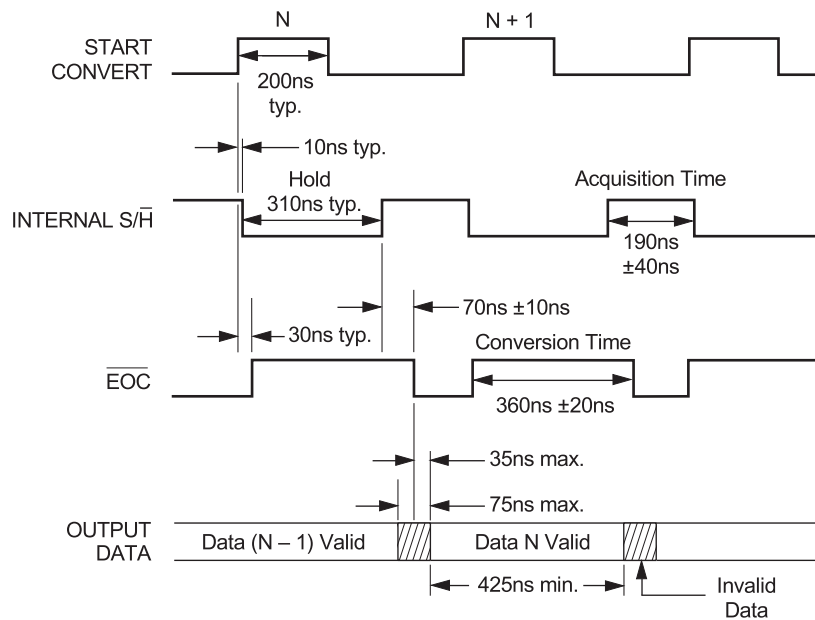 N
N + 1
START
CONVERT
200ns
typ.
10ns typ.
Hold
310ns typ.
Acquisition Time
INTERNAL S/H̅
190ns
±40ns
70ns ±10ns
30ns typ.
Conversion Time
E̅O̅C̅
360ns ±20ns
35ns max.
75ns max.
OUTPUT
DATA
Data (N – 1) Valid
Data N Valid
425ns min.
Invalid
Data